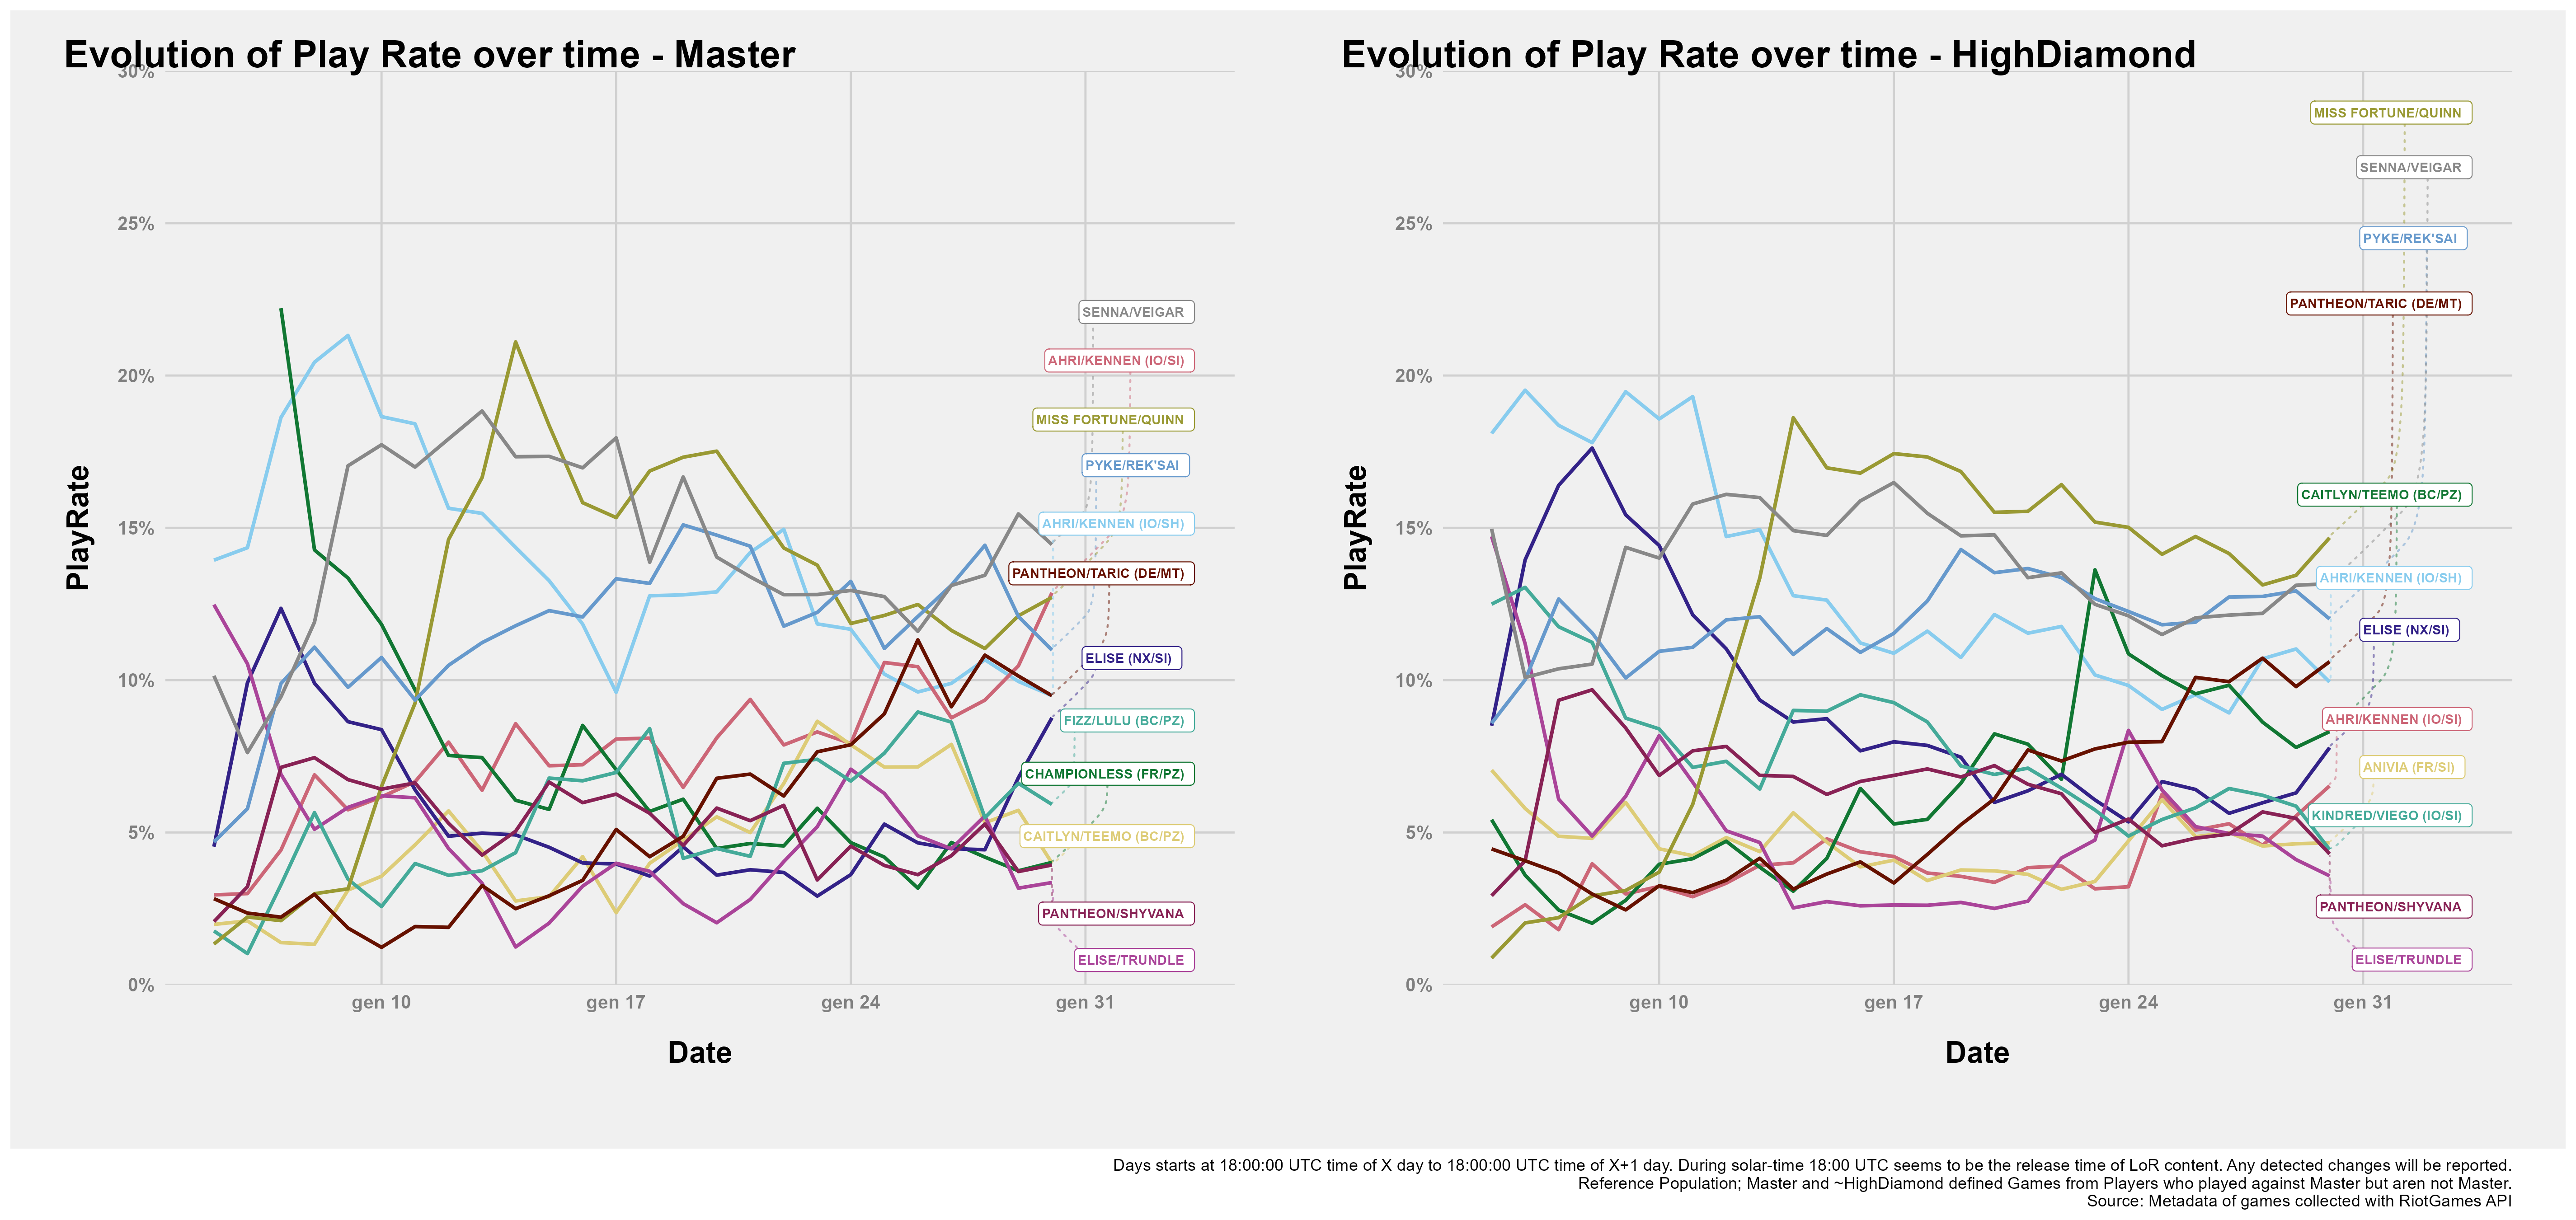 Evolution of Play Rate over time - Master
30%
25%
20%
15%
10%
5%
0%
PlayRate
SENNA/VEIGAR
AHRI/KENNEN (IO/SI)
MISS FORTUNE/QUINN
PYKE/REK'SAI
AHRI/KENNEN (IO/SH)
PANTHEON/TARIC (DE/MT)
ELISE (NX/SI)
FIZZ/LULU (BC/PZ)
CHAMPIONLESS (FR/PZ)
CAITLYN/TEEMO (BC/PZ)
PANTHEON/SHYVANA
ELISE/TRUNDLE
gen 10 gen 17 gen 24 gen 31
Date
Evolution of Play Rate over time - HighDiamond
30%
25%
20%
15%
10%
5%
0%
PlayRate
MISS FORTUNE/QUINN
SENNA/VEIGAR
PYKE/REK'SAI
PANTHEON/TARIC (DE/MT)
CAITLYN/TEEMO (BC/PZ)
AHRI/KENNEN (IO/SH)
ELISE (NX/SI)
AHRI/KENNEN (IO/SI)
ANIVIA (FR/SI)
KINDRED/VIEGO (IO/SI)
PANTHEON/SHYVANA
ELISE/TRUNDLE
gen 10 gen 17 gen 24 gen 31
Date
Days starts at 18:00:00 UTC time of X day to 18:00:00 UTC time of X+1 day. During solar-time 18:00 UTC seems to be the release time of LoR content. Any detected changes will be reported.
Reference Population; Master and ~HighDiamond defined Games from Players who played against Master but aren not Master.
Source: Metadata of games collected with RiotGames API